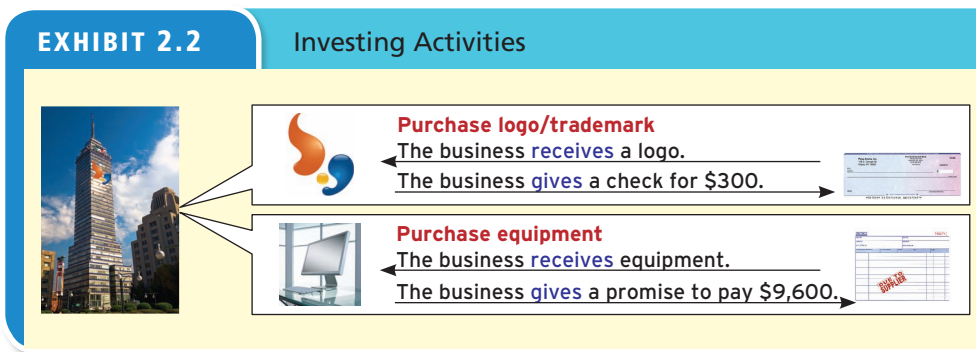 EXHIBIT 2.2
Investing Activities
Purchase logo/trademark
The business receives a logo.
The business gives a check for $300.
Purchase equipment
The business receives equipment.
The business gives a promise to pay $9,600.
DUE TO
SUPPLIER